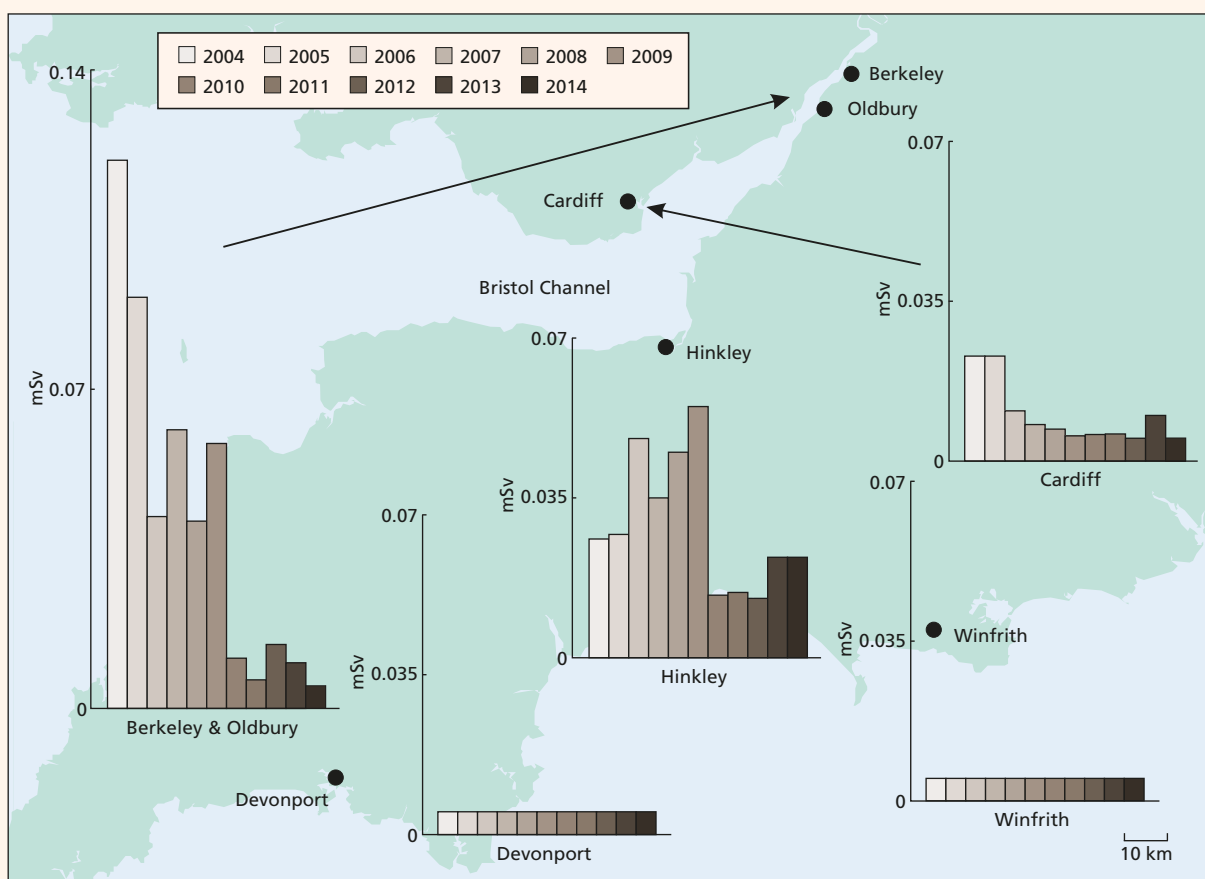 2004 2005 2006 2007 2008 2009
2010 2011 2012 2013 2014
0.14
0.07
0
mSv
Berkeley & Oldbury
Berkeley
Oldbury
Cardiff
Bristol Channel
Hinkley
0.07
0.035
0
mSv
Cardiff
0.07
0.035
0
mSv
Hinkley
0.07
0.035
0
mSv
Winfrith
Winfrith
0.07
0.035
0
mSv
Devonport
Devonport
10 km